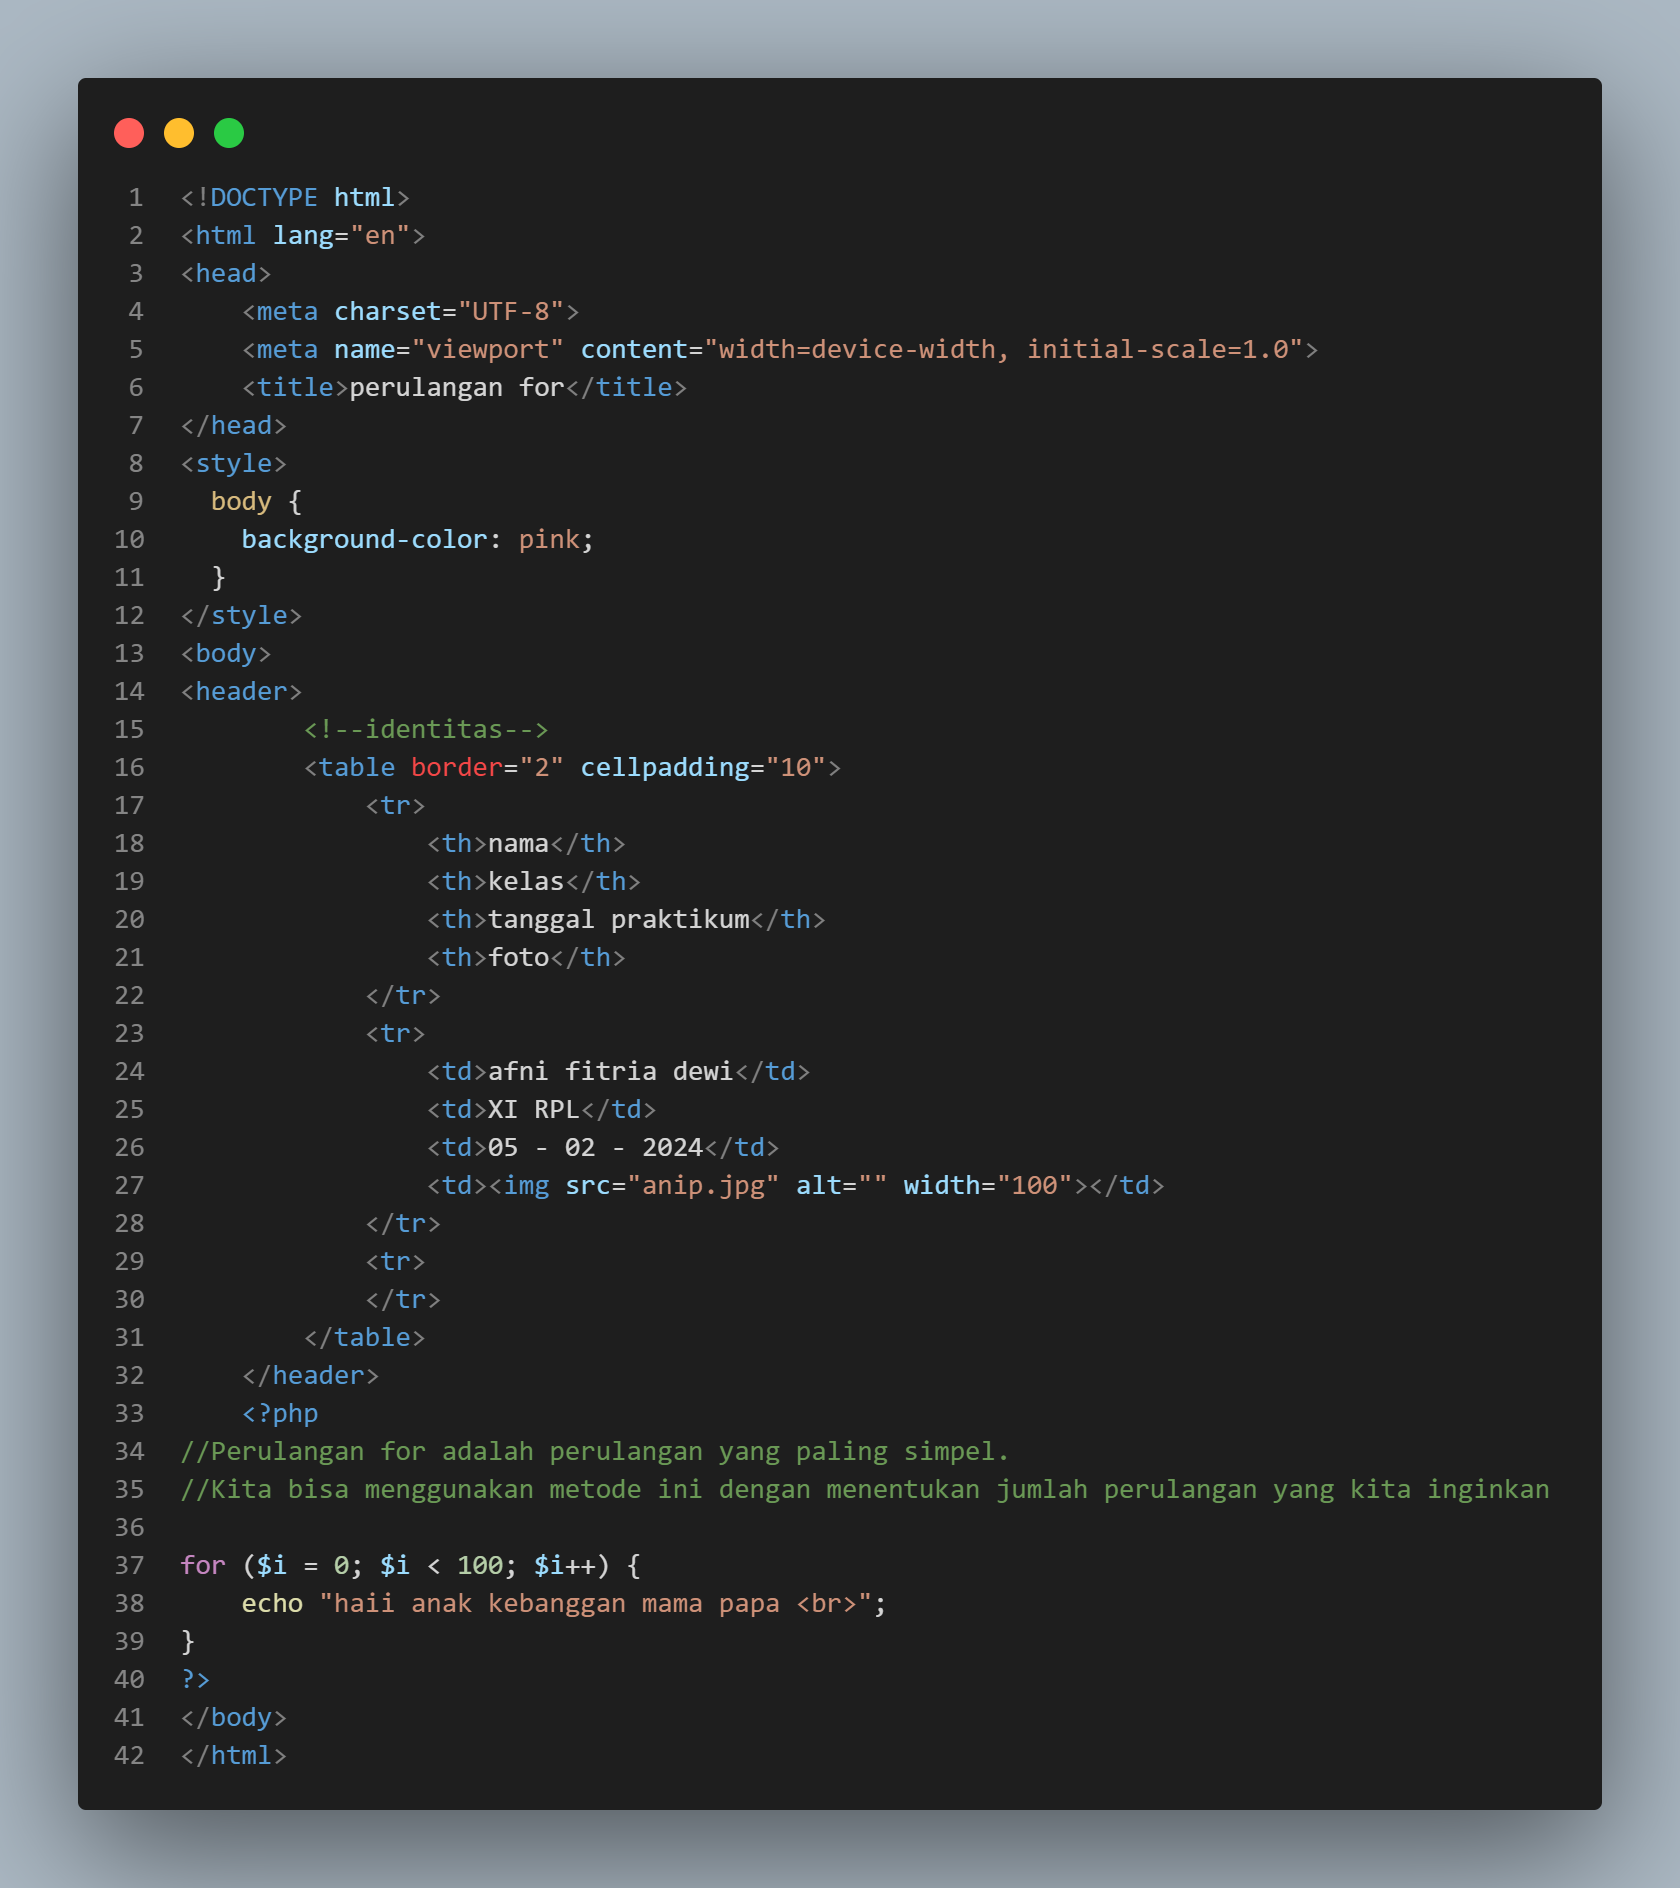 1 <!DOCTYPE html>
2 <html lang="en">
3 <head>
4     <meta charset="UTF-8">
5     <meta name="viewport" content="width=device-width, initial-scale=1.0">
6     <title>perulangan for</title>
7 </head>
8 <style>
9   body {
10     background-color: pink;
11   }
12 </style>
13 <body>
14 <header>
15         <!--identitas-->
16         <table border="2" cellpadding="10">
17             <tr>
18                 <th>nama</th>
19                 <th>kelas</th>
20                 <th>tanggal praktikum</th>
21                 <th>foto</th>
22             </tr>
23             <tr>
24                 <td>afni fitria dewi</td>
25                 <td>XI RPL</td>
26                 <td>05 - 02 - 2024</td>
27                 <td><img src="anip.jpg" alt="" width="100"></td>
28             </tr>
29             <tr>
30             </tr>
31         </table>
32     </header>
33     <?php
34 //Perulangan for adalah perulangan yang paling simpel.
35 //Kita bisa menggunakan metode ini dengan menentukan jumlah perulangan yang kita inginkan
36
37 for ($i = 0; $i < 100; $i++) {
38     echo "haii anak kebanggan mama papa <br>";
39 }
40 ?>
41 </body>
42 </html>